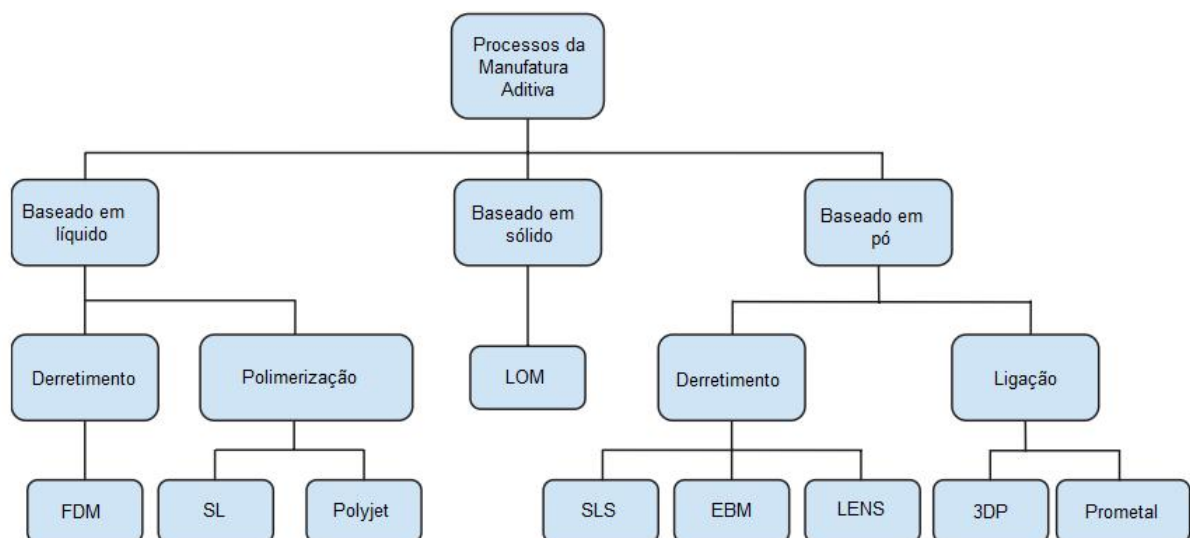 Processos da
Manufatura
Aditiva
Baseado em
líquido
Baseado em
sólido
Baseado em
pó
Derretimento
Polimerização
LOM
Derretimento
Ligação
FDM
SL
Polyjet
SLS
EBM
LENS
3DP
Prometal